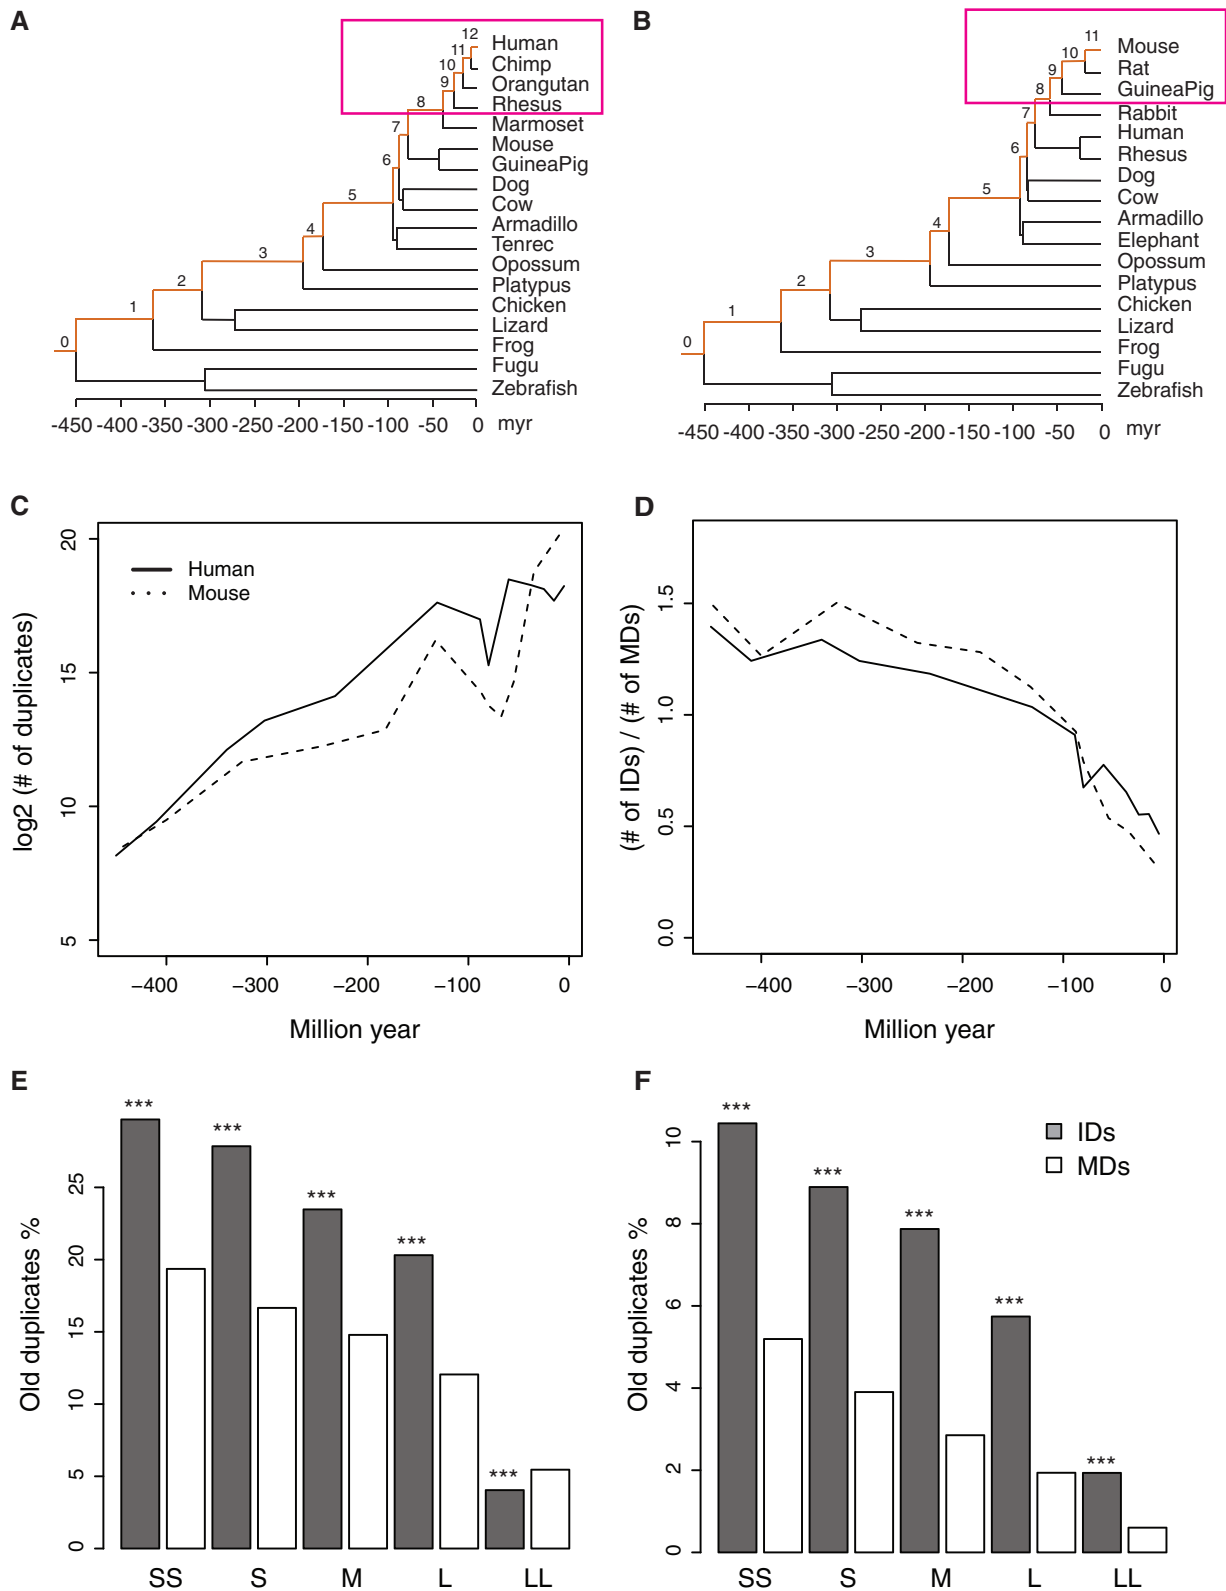 A
12
Human
11
Chimp
10
Orangutan
9
Rhesus
8
Marmoset
7
Mouse
6
GuineaPig
Dog
5
Cow
Armadillo
4
Tenrec
3
Opossum
2
Platypus
1
Chicken
Lizard
0
Frog
Fugu
Zebrafish
-450 -400 -350 -300 -250 -200 -150 -100 -50 0 myr
B
11
Mouse
10
Rat
9
GuineaPig
8
Rabbit
7
Human
6
Rhesus
Dog
5
Cow
Armadillo
4
Elephant
3
Opossum
2
Platypus
1
Chicken
Lizard
0
Frog
Fugu
Zebrafish
-450 -400 -350 -300 -250 -200 -150 -100 -50 0 myr
C
log2 (# of duplicates)
20
15
10
5
Human
Mouse
−400 −300 −200 −100 0
Million year
D
(# of IDs) / (# of MDs)
1.5
1.0
0.5
0.0
−400 −300 −200 −100 0
Million year
E
Old duplicates %
25
20
15
10
5
0
*** *** *** *** ***
SS S M L LL
F
Old duplicates %
10
8
6
4
2
0
*** *** *** *** ***
IDs
MDs
SS S M L LL